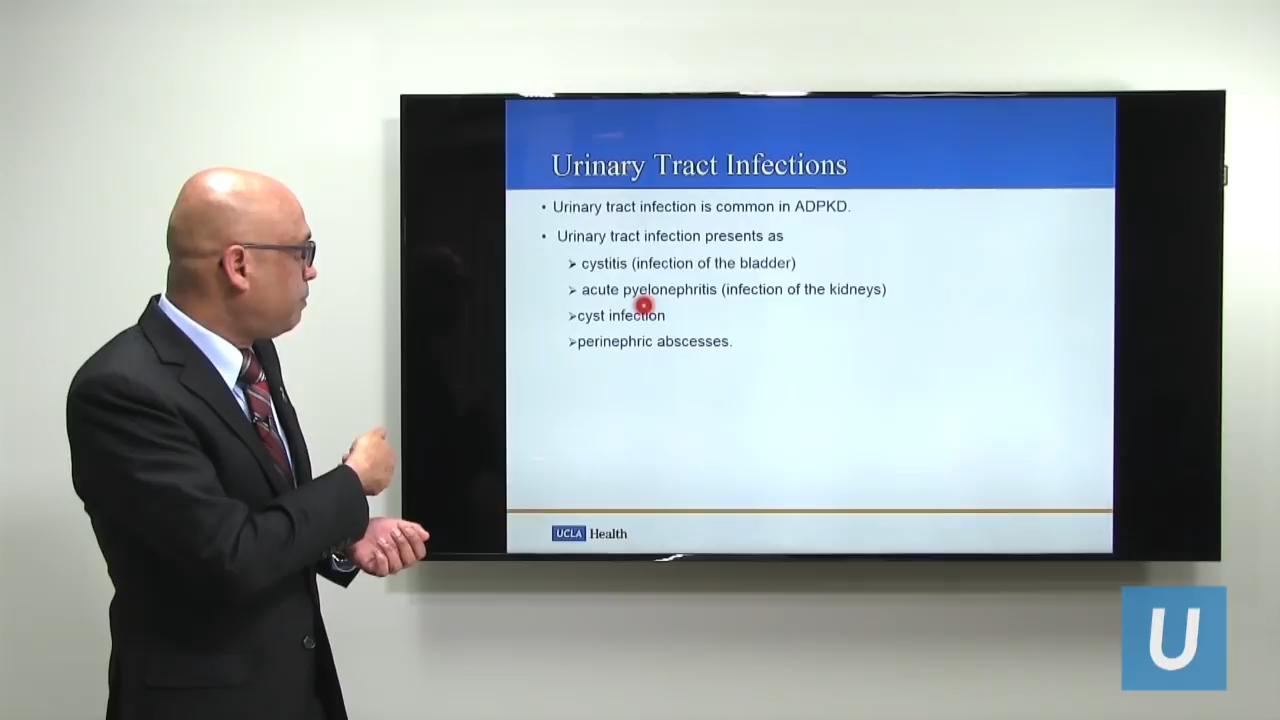 Urinary Tract Infections
• Urinary tract infection is common in ADPKD.
• Urinary tract infection presents as
➢ cystitis (infection of the bladder)
➢ acute pyelonephritis (infection of the kidneys)
➢cyst infection
➢perinephric abscesses.
UCLA Health
U